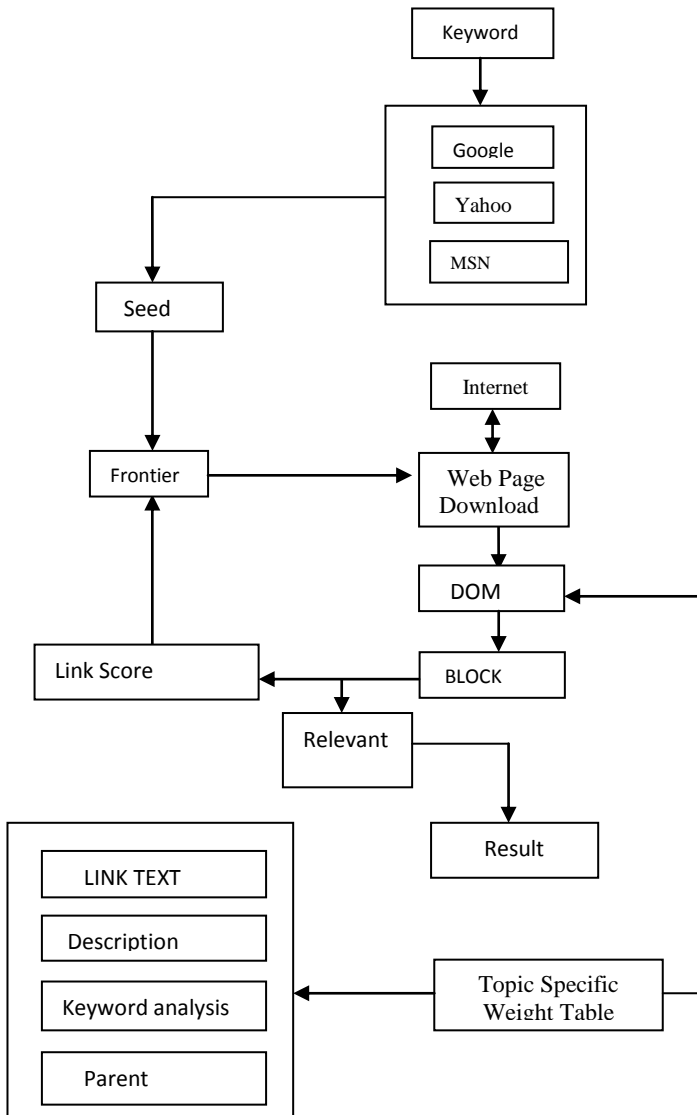 Keyword
Google
Yahoo
MSN
Seed
Internet
Frontier
Web Page
Download
DOM
Link Score
BLOCK
Relevant
Result
LINK TEXT
Description
Keyword analysis
Parent
Topic Specific
Weight Table